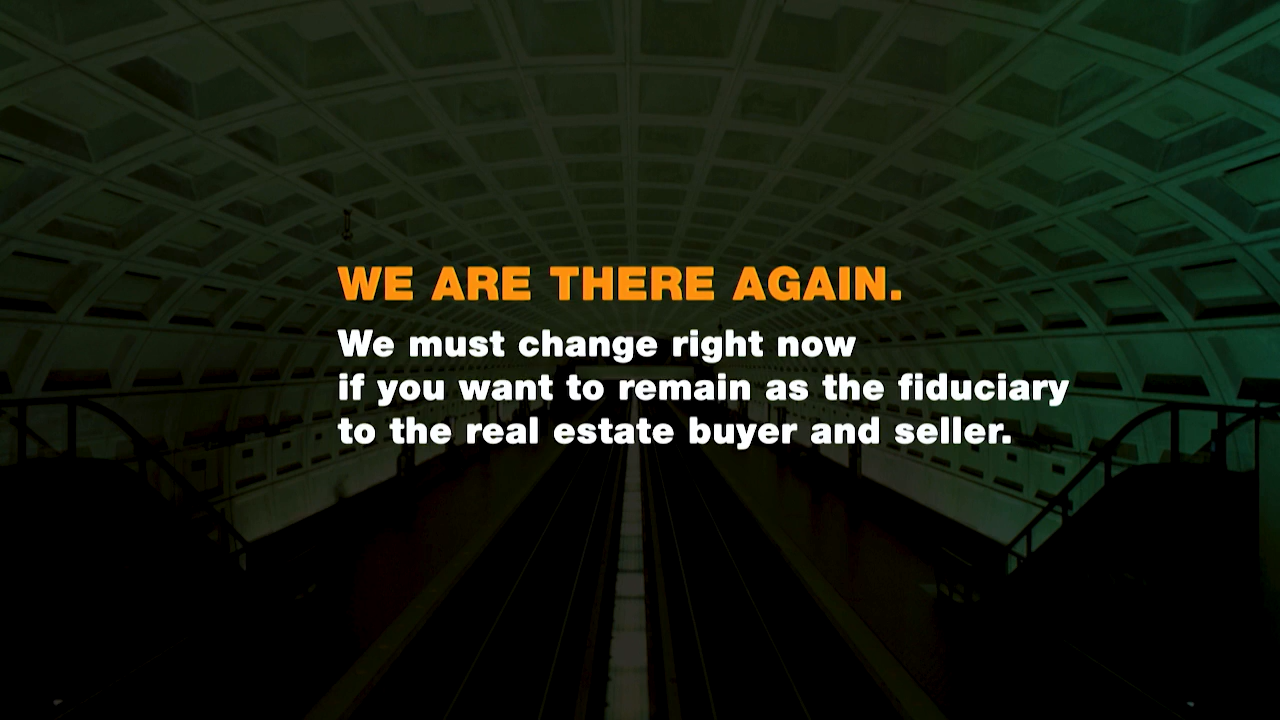 WE ARE THERE AGAIN.
We must change right now
if you want to remain as the fiduciary
to the real estate buyer and seller.